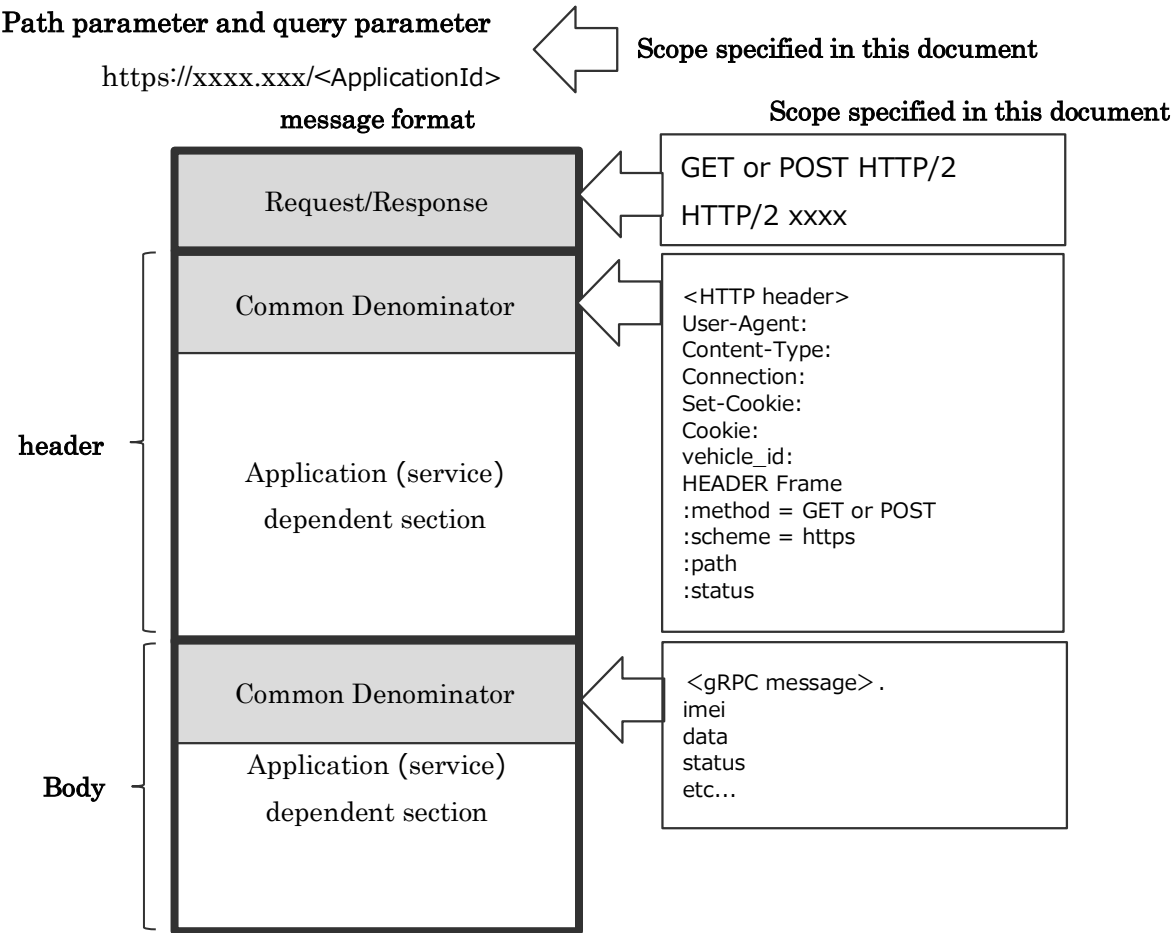 Path parameter and query parameter
Scope specified in this document
https://xxxx.xxx/<ApplicationId>
message format
Scope specified in this document
Request/Response
GET or POST HTTP/2
HTTP/2 xxxx
header
Common Denominator
Application (service)
dependent section
<HTTP header>
User-Agent:
Content-Type:
Connection:
Set-Cookie:
Cookie:
vehicle_id:
HEADER Frame
:method = GET or POST
:scheme = https
:path
:status
Body
Common Denominator
Application (service)
dependent section
<gRPC message>.
imei
data
status
etc...